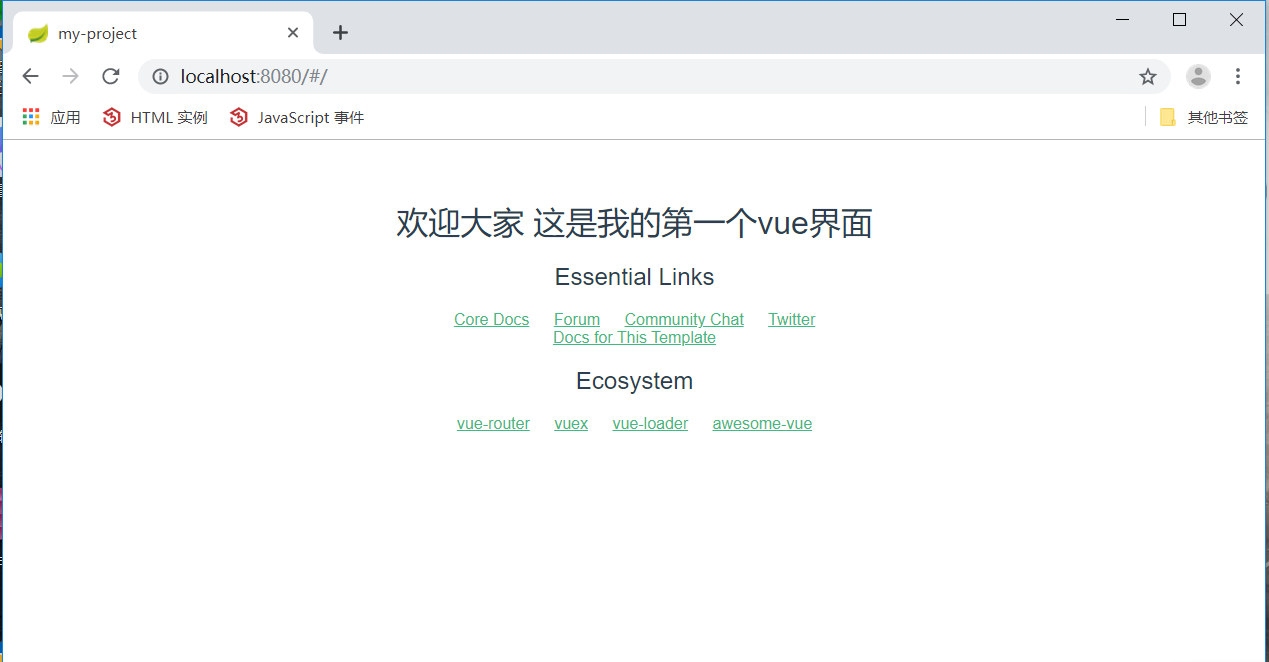 my-project
localhost:8080/#/
应用 HTML 实例 JavaScript 事件 其他书签
欢迎大家 这是我的第一个vue界面
Essential Links
Core Docs Forum Community Chat Twitter
Docs for This Template
Ecosystem
vue-router vuex vue-loader awesome-vue